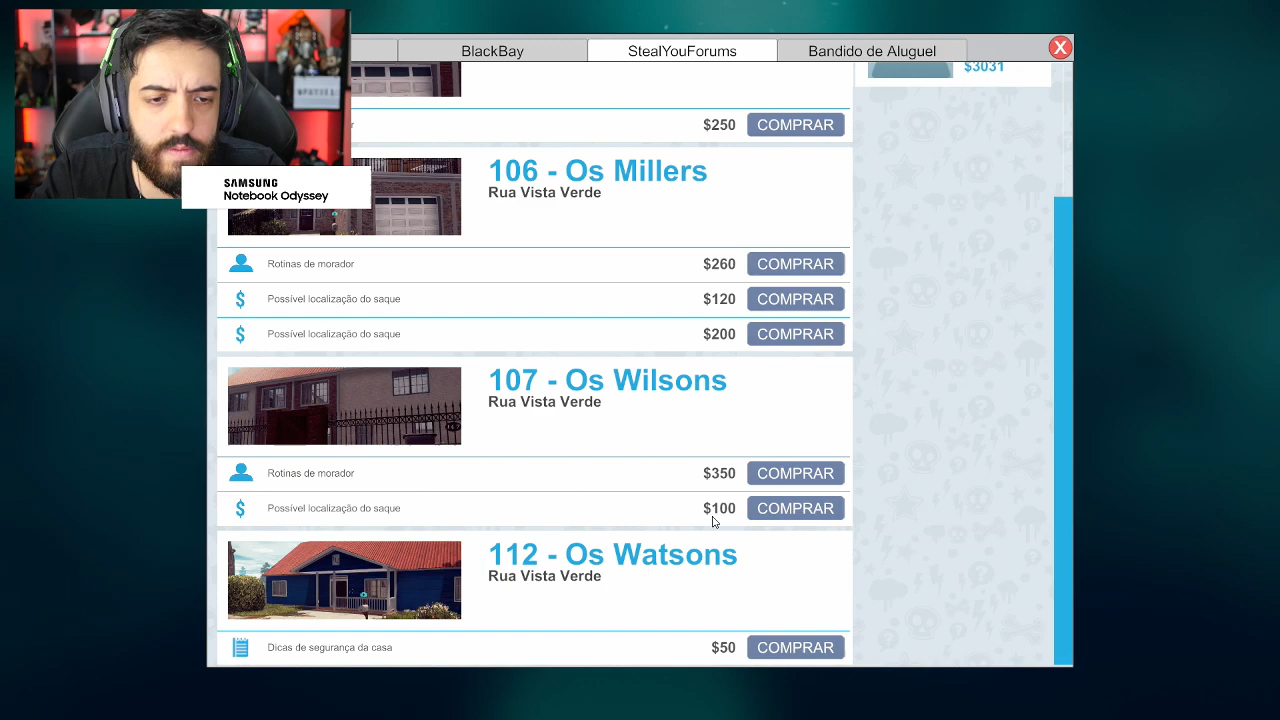 BlackBay
StealYouForums
Bandido de Aluguel
X
$3031
$250
COMPRAR
SAMSUNG
Notebook Odyssey
106 - Os Millers
Rua Vista Verde
Rotinas de morador
$260
COMPRAR
$
Possível localização do saque
$120
COMPRAR
$
Possível localização do saque
$200
COMPRAR
107 - Os Wilsons
Rua Vista Verde
Rotinas de morador
$350
COMPRAR
$
Possível localização do saque
$100
COMPRAR
112 - Os Watsons
Rua Vista Verde
Dicas de segurança da casa
$50
COMPRAR